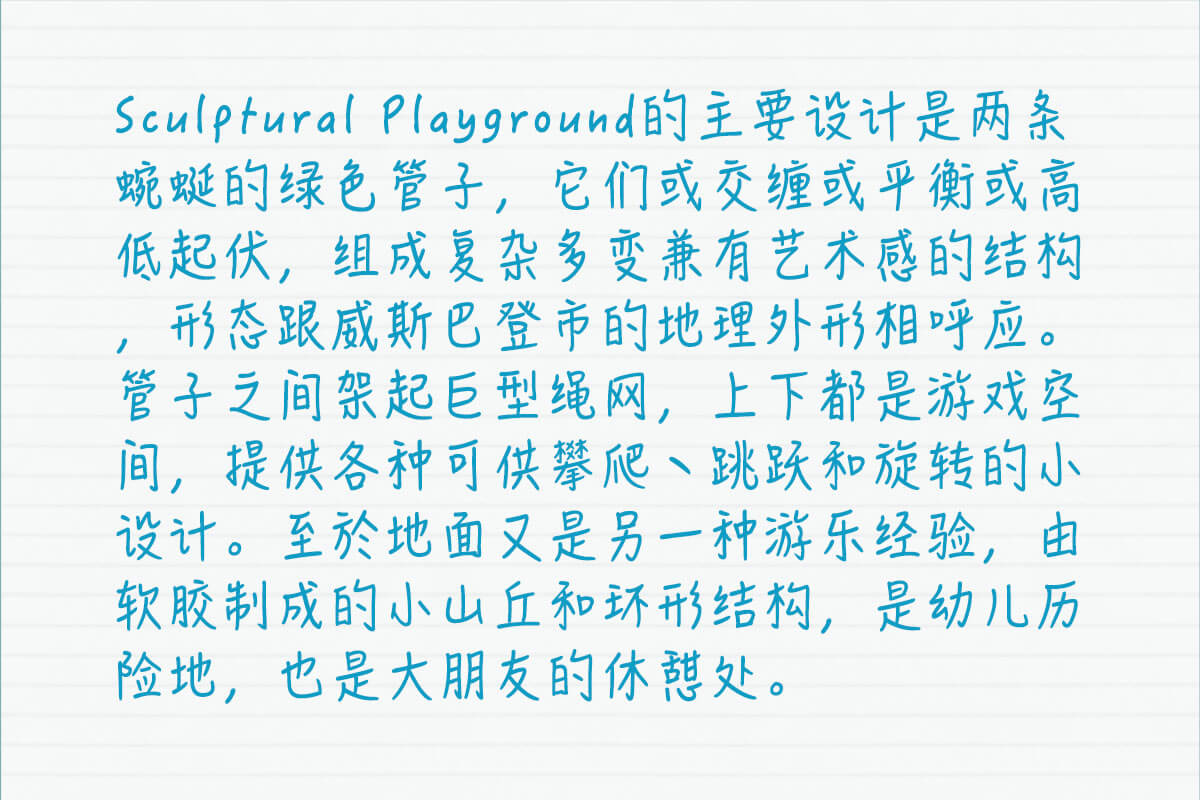 Sculptural Playground的主要设计是两条
蜿蜒的绿色管子，它们或交缠或平衡或高
低起伏，组成复杂多变兼有艺术感的结构
，形态跟威斯巴登市的地理外形相呼应。
管子之间架起巨型绳网，上下都是游戏空
间，提供各种可供攀爬丶跳跃和旋转的小
设计。至於地面又是另一种游乐经验，由
软胶制成的小山丘和环形结构，是幼儿历
险地，也是大朋友的休憩处。